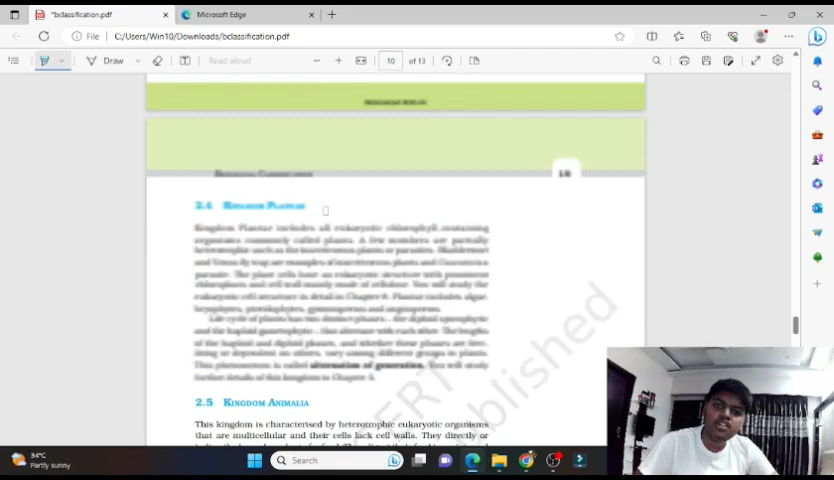 bclassification.pdf
Microsoft Edge
File C:/Users/Win10/Downloads/bclassification.pdf
Draw Read aloud 10 of 13
BIOLOGICAL CLASSIFICATION
2.4 KINGDOM PLANTAE
Kingdom Plantae includes all eukaryotic chlorophyll-containing
organisms commonly called plants. A few members are partially
heterotrophic such as the insectivorous plants or parasites. Bladderwort
and Venus fly trap are examples of insectivorous plants and Cuscuta is a
parasite. The plant cells have an eukaryotic structure with prominent
chloroplasts and cell wall mainly made of cellulose. You will study the
eukaryotic cell structure in detail in Chapter 8. Plantae includes algae,
bryophytes, pteridophytes, gymnosperms and angiosperms.
Life cycle of plants has two distinct phases – the diploid sporophytic
and the haploid gametophytic – that alternate with each other. The lengths
of the haploid and diploid phases, and whether these phases are free-
living or dependent on others, vary among different groups in plants.
This phenomenon is called alternation of generation. You will study
further details of this kingdom in Chapter 3.
2.5 KINGDOM ANIMALIA
This kingdom is characterised by heterotrophic eukaryotic organisms
that are multicellular and their cells lack cell walls. They directly or
34°C
Partly sunny
Search